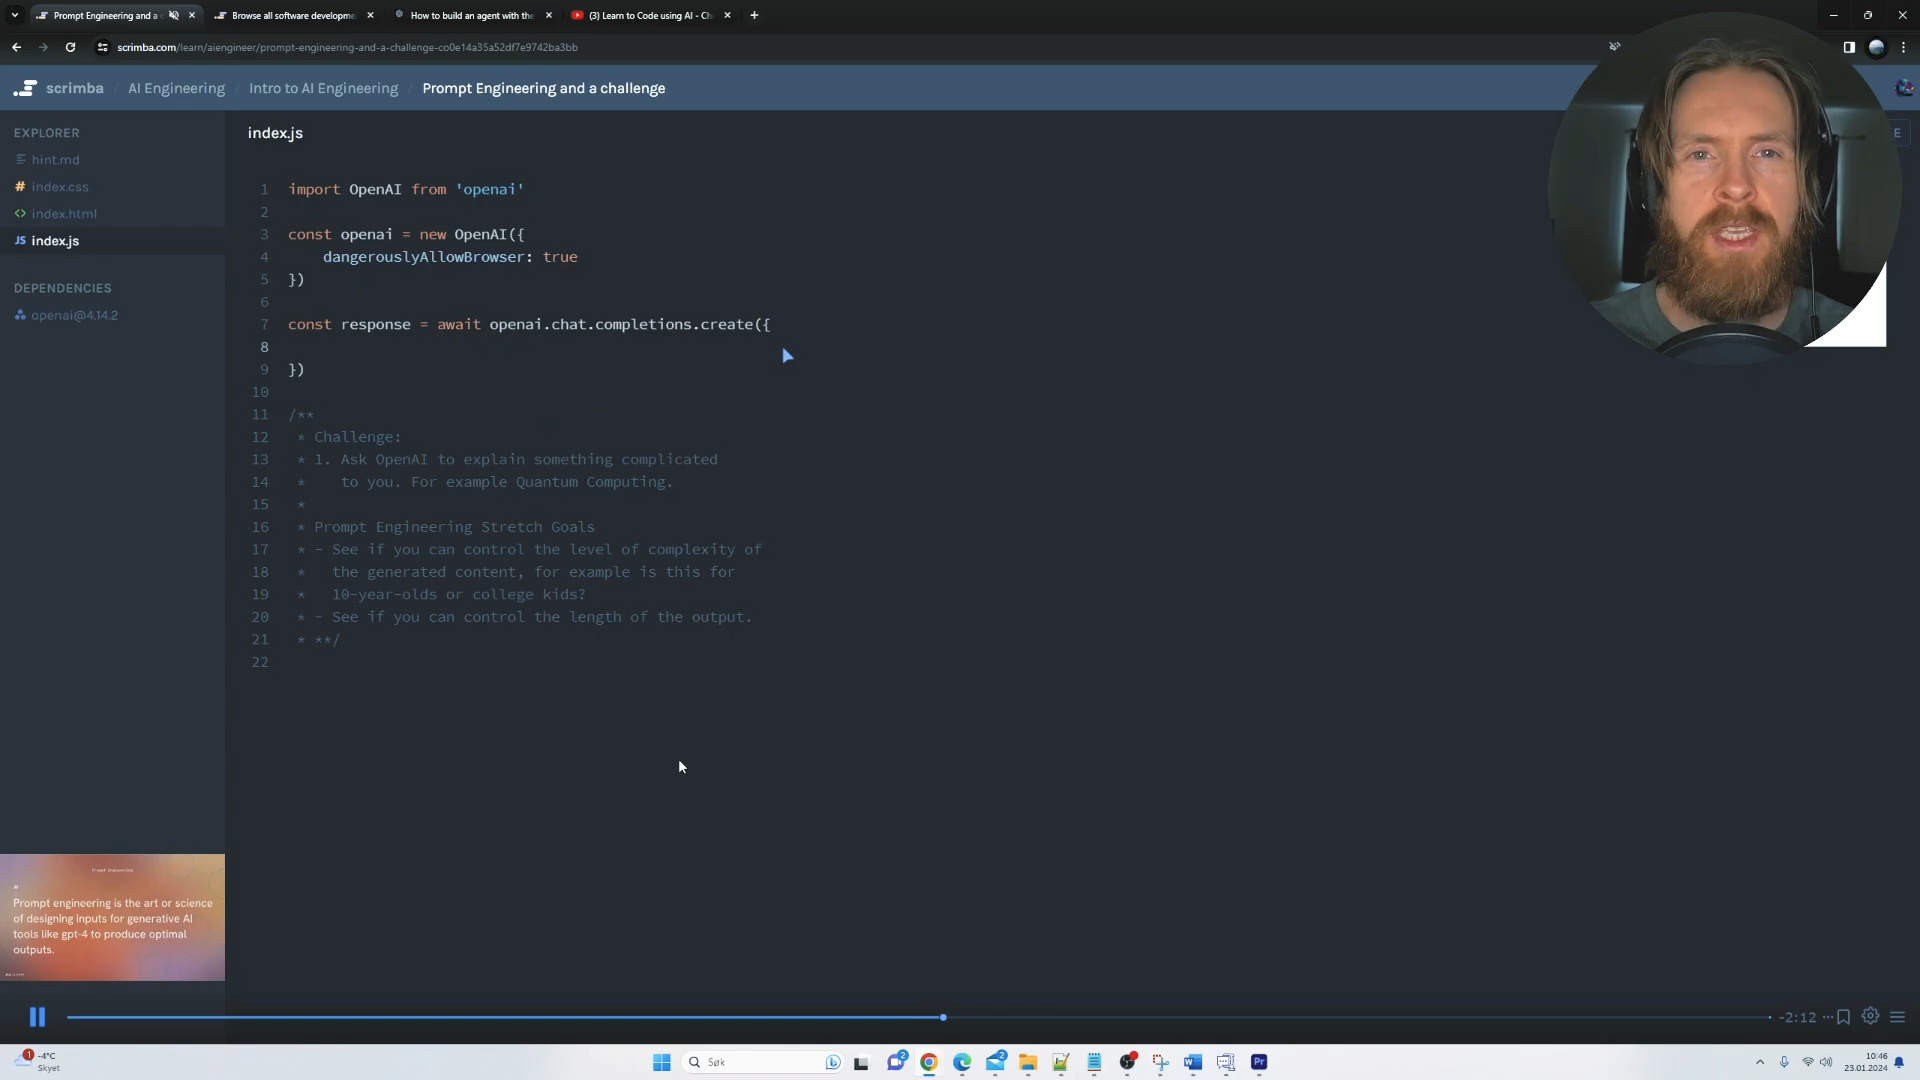 Prompt Engineering and a
Browse all software developme
How to build an agent with the
(3) Learn to Code using AI - Ch
scrimba.com/learn/aiengineer/prompt-engineering-and-a-challenge-co0e14a35a52df7e9742ba3bb
scrimba / AI Engineering / Intro to AI Engineering / Prompt Engineering and a challenge
EXPLORER
hint.md
index.css
index.html
JS index.js
DEPENDENCIES
openai@4.14.2
index.js
E
1 import OpenAI from 'openai'
2
3 const openai = new OpenAI({
4 dangerouslyAllowBrowser: true
5 })
6
7 const response = await openai.chat.completions.create({
8
9 })
10
11 /**
12 * Challenge:
13 * 1. Ask OpenAI to explain something complicated
14 * to you. For example Quantum Computing.
15 *
16 * Prompt Engineering Stretch Goals
17 * - See if you can control the level of complexity of
18 * the generated content, for example is this for
19 * 10-year-olds or college kids?
20 * - See if you can control the length of the output.
21 * **/
22
Prompt Engineering
"
Prompt engineering is the art or science
of designing inputs for generative AI
tools like gpt-4 to produce optimal
outputs.
-2:12
1
-4°C
Skyet
Søk
2
2
Pr
10:46
23.01.2024